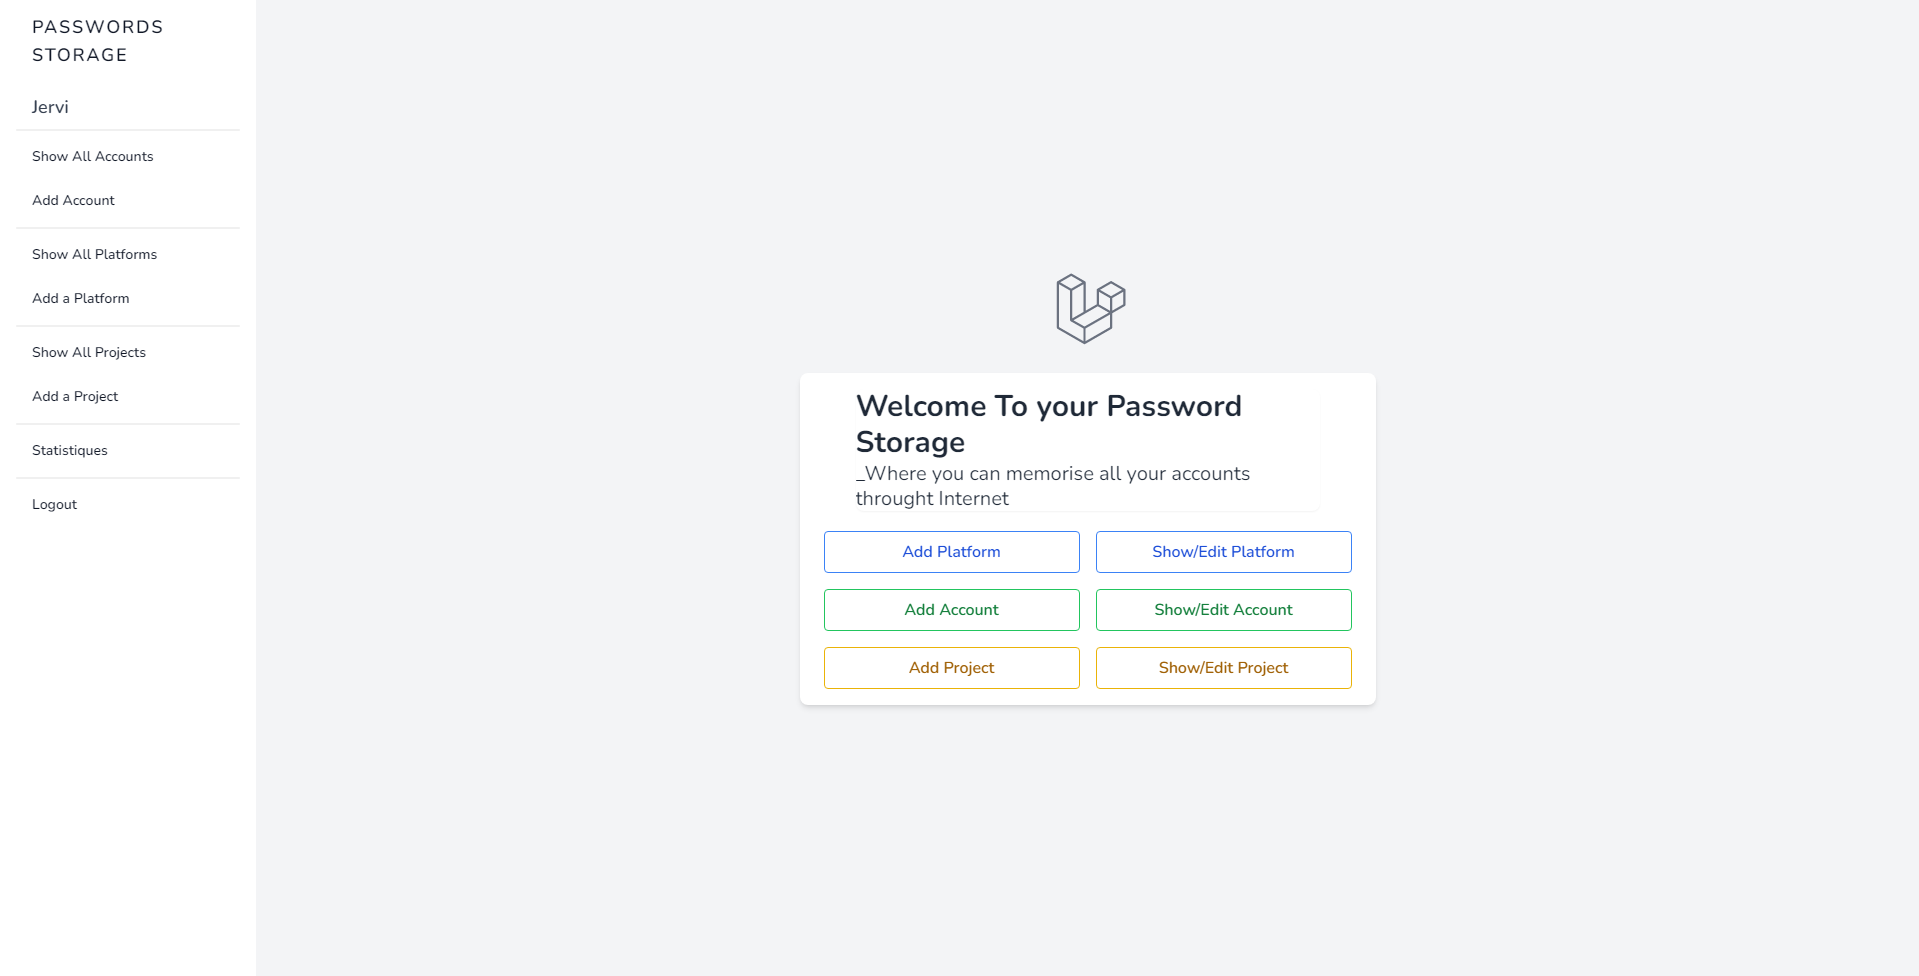 PASSWORDS
STORAGE
Jervi
Show All Accounts
Add Account
Show All Platforms
Add a Platform
Show All Projects
Add a Project
Statistiques
Logout
Welcome To your Password
Storage
_Where you can memorise all your accounts
throught Internet
Add Platform
Show/Edit Platform
Add Account
Show/Edit Account
Add Project
Show/Edit Project